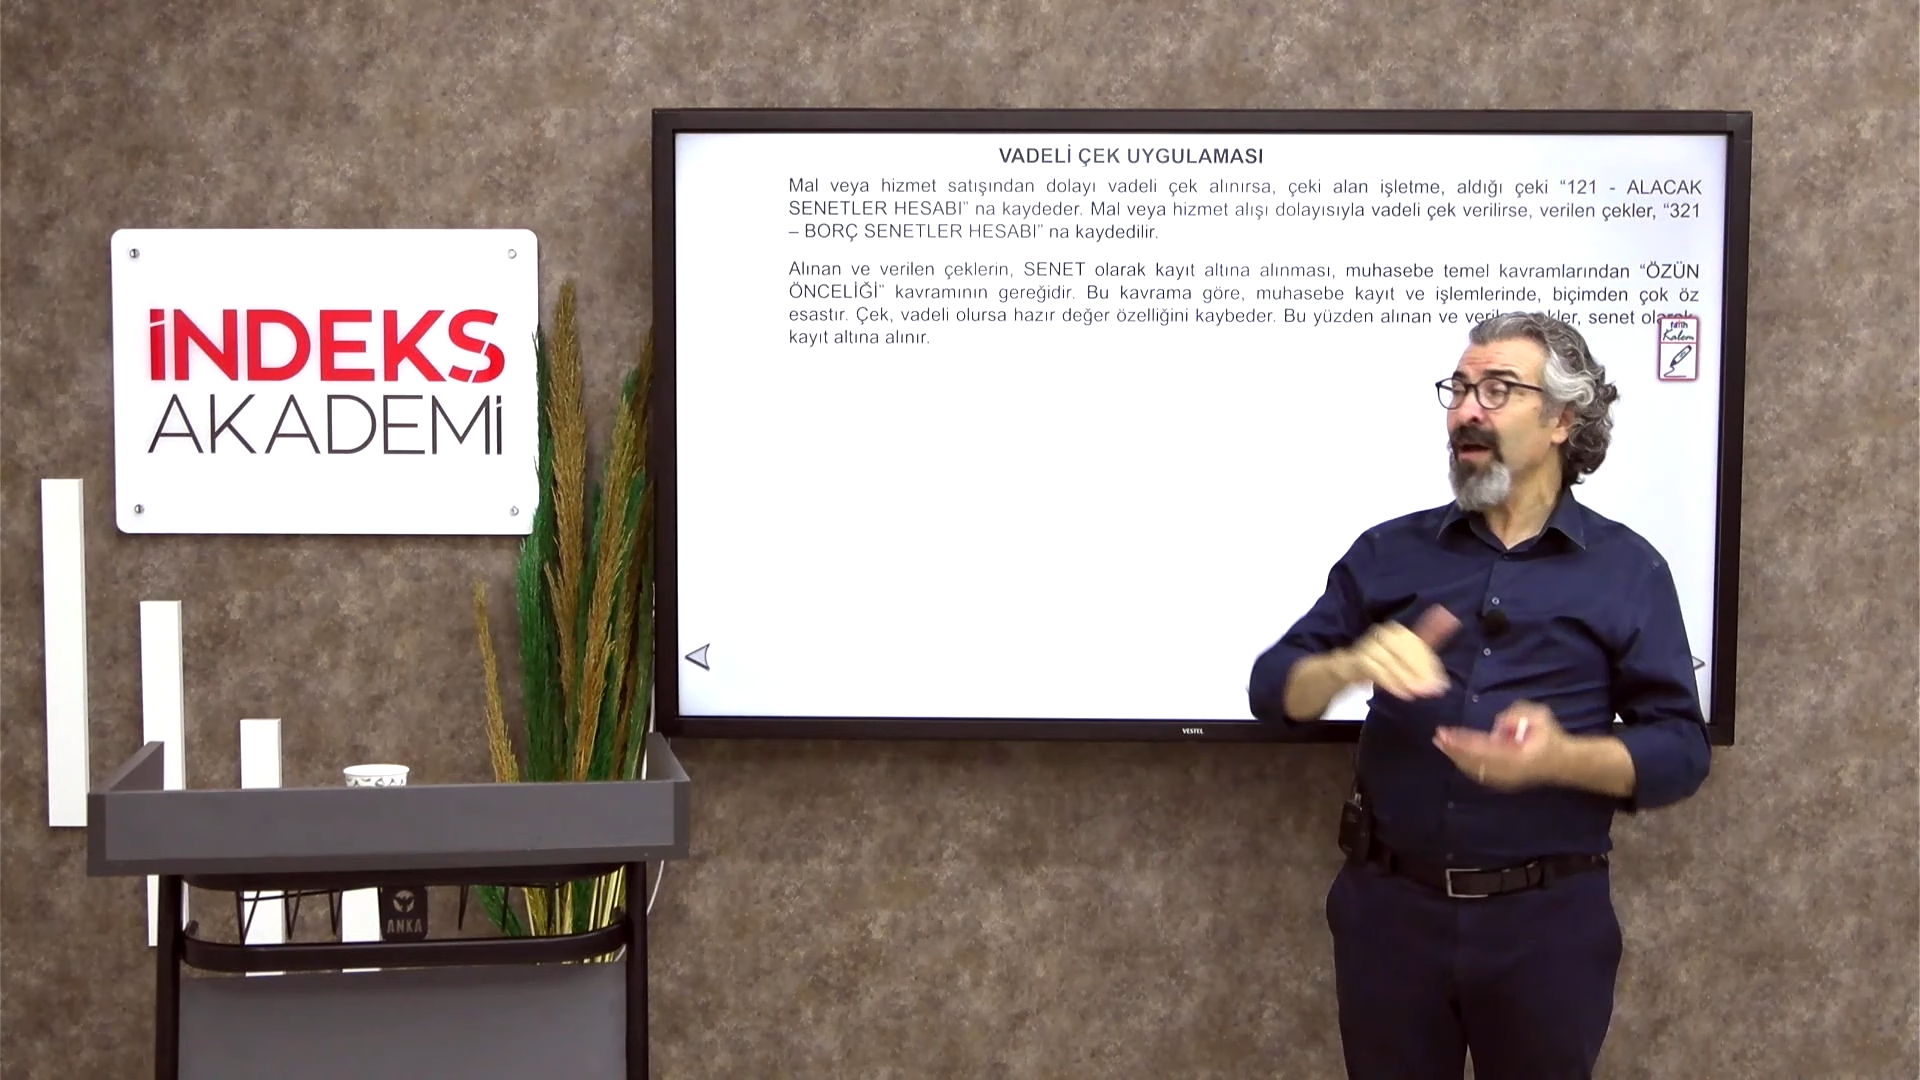 VADELİ ÇEK UYGULAMASI
Mal veya hizmet satışından dolayı vadeli çek alınırsa, çeki alan işletme, aldığı çeki “121 - ALACAK
SENETLER HESABI” na kaydeder. Mal veya hizmet alışı dolayısıyla vadeli çek verilirse, verilen çekler, “321
– BORÇ SENETLER HESABI” na kaydedilir.
Alınan ve verilen çeklerin, SENET olarak kayıt altına alınması, muhasebe temel kavramlarından “ÖZÜN
ÖNCELİĞİ” kavramının gereğidir. Bu kavrama göre, muhasebe kayıt ve işlemlerinde, biçimden çok öz
esastır. Çek, vadeli olursa hazır değer özelliğini kaybeder. Bu yüzden alınan ve senet
kayıt altına alınır.
Kalem
İNDEKS
AKADEMİ
VESTEL
ANKA